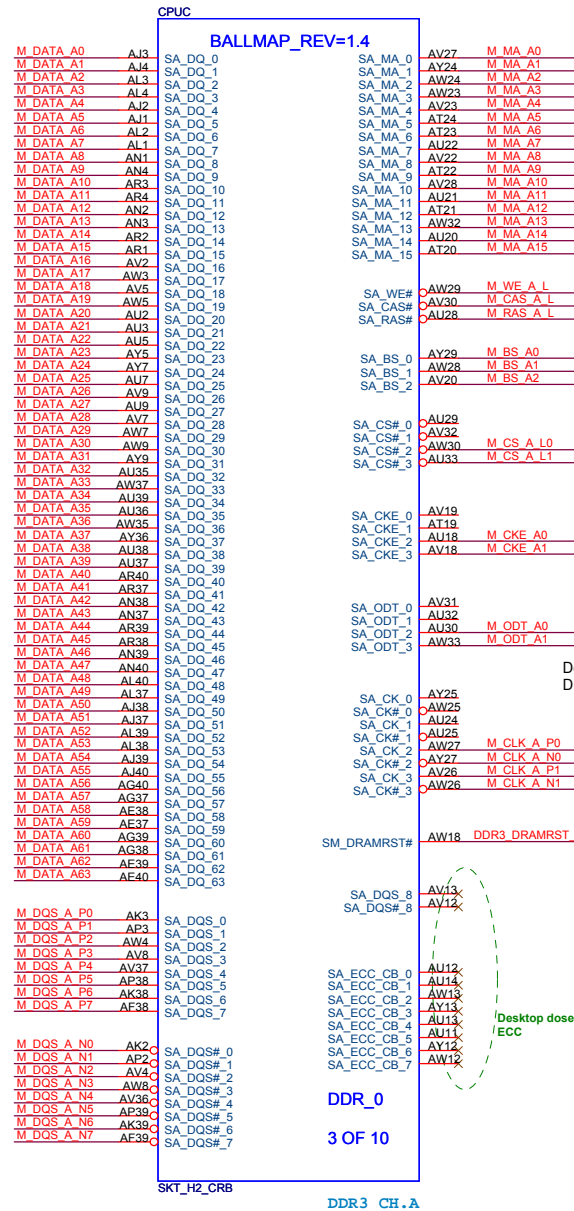 CPUC
BALLMAP_REV=1.4
M_DATA_A0 AJ3 SA_DQ_0
M_DATA_A1 AJ4 SA_DQ_1
M_DATA_A2 AL3 SA_DQ_2
M_DATA_A3 AL4 SA_DQ_3
M_DATA_A4 AJ2 SA_DQ_4
M_DATA_A5 AJ1 SA_DQ_5
M_DATA_A6 AL2 SA_DQ_6
M_DATA_A7 AL1 SA_DQ_7
M_DATA_A8 AN1 SA_DQ_8
M_DATA_A9 AN4 SA_DQ_9
M_DATA_A10 AR3 SA_DQ_10
M_DATA_A11 AR4 SA_DQ_11
M_DATA_A12 AN2 SA_DQ_12
M_DATA_A13 AN3 SA_DQ_13
M_DATA_A14 AR2 SA_DQ_14
M_DATA_A15 AR1 SA_DQ_15
M_DATA_A16 AV2 SA_DQ_16
M_DATA_A17 AW3 SA_DQ_17
M_DATA_A18 AV5 SA_DQ_18
M_DATA_A19 AW5 SA_DQ_19
M_DATA_A20 AU2 SA_DQ_20
M_DATA_A21 AU3 SA_DQ_21
M_DATA_A22 AU5 SA_DQ_22
M_DATA_A23 AY5 SA_DQ_23
M_DATA_A24 AY7 SA_DQ_24
M_DATA_A25 AU7 SA_DQ_25
M_DATA_A26 AV9 SA_DQ_26
M_DATA_A27 AU9 SA_DQ_27
M_DATA_A28 AV7 SA_DQ_28
M_DATA_A29 AW7 SA_DQ_29
M_DATA_A30 AW9 SA_DQ_30
M_DATA_A31 AY9 SA_DQ_31
M_DATA_A32 AU35 SA_DQ_32
M_DATA_A33 AW37 SA_DQ_33
M_DATA_A34 AU39 SA_DQ_34
M_DATA_A35 AU36 SA_DQ_35
M_DATA_A36 AW35 SA_DQ_36
M_DATA_A37 AY36 SA_DQ_37
M_DATA_A38 AU38 SA_DQ_38
M_DATA_A39 AU37 SA_DQ_39
M_DATA_A40 AR40 SA_DQ_40
M_DATA_A41 AR37 SA_DQ_41
M_DATA_A42 AN38 SA_DQ_42
M_DATA_A43 AN37 SA_DQ_43
M_DATA_A44 AR39 SA_DQ_44
M_DATA_A45 AR38 SA_DQ_45
M_DATA_A46 AN39 SA_DQ_46
M_DATA_A47 AN40 SA_DQ_47
M_DATA_A48 AL40 SA_DQ_48
M_DATA_A49 AL37 SA_DQ_49
M_DATA_A50 AJ38 SA_DQ_50
M_DATA_A51 AJ37 SA_DQ_51
M_DATA_A52 AL39 SA_DQ_52
M_DATA_A53 AL38 SA_DQ_53
M_DATA_A54 AJ39 SA_DQ_54
M_DATA_A55 AJ40 SA_DQ_55
M_DATA_A56 AG40 SA_DQ_56
M_DATA_A57 AG37 SA_DQ_57
M_DATA_A58 AE38 SA_DQ_58
M_DATA_A59 AE37 SA_DQ_59
M_DATA_A60 AG39 SA_DQ_60
M_DATA_A61 AG38 SA_DQ_61
M_DATA_A62 AE39 SA_DQ_62
M_DATA_A63 AE40 SA_DQ_63
M_DQS_A_P0 AK3 SA_DQS_0
M_DQS_A_P1 AP3 SA_DQS_1
M_DQS_A_P2 AW4 SA_DQS_2
M_DQS_A_P3 AV8 SA_DQS_3
M_DQS_A_P4 AV37 SA_DQS_4
M_DQS_A_P5 AP38 SA_DQS_5
M_DQS_A_P6 AK38 SA_DQS_6
M_DQS_A_P7 AF38 SA_DQS_7
M_DQS_A_N0 AK2 SA_DQS#_0
M_DQS_A_N1 AP2 SA_DQS#_1
M_DQS_A_N2 AV4 SA_DQS#_2
M_DQS_A_N3 AW8 SA_DQS#_3
M_DQS_A_N4 AV36 SA_DQS#_4
M_DQS_A_N5 AP39 SA_DQS#_5
M_DQS_A_N6 AK39 SA_DQS#_6
M_DQS_A_N7 AF39 SA_DQS#_7
SA_MA_0 AV27 M_MA_A0
SA_MA_1 AY24 M_MA_A1
SA_MA_2 AW24 M_MA_A2
SA_MA_3 AW23 M_MA_A3
SA_MA_4 AV23 M_MA_A4
SA_MA_5 AT24 M_MA_A5
SA_MA_6 AT23 M_MA_A6
SA_MA_7 AU22 M_MA_A7
SA_MA_8 AV22 M_MA_A8
SA_MA_9 AT22 M_MA_A9
SA_MA_10 AV28 M_MA_A10
SA_MA_11 AU21 M_MA_A11
SA_MA_12 AT21 M_MA_A12
SA_MA_13 AW32 M_MA_A13
SA_MA_14 AU20 M_MA_A14
SA_MA_15 AT20 M_MA_A15
SA_WE# AW29 M_WE_A_L
SA_CAS# AV30 M_CAS_A_L
SA_RAS# AU28 M_RAS_A_L
SA_BS_0 AY29 M_BS_A0
SA_BS_1 AW28 M_BS_A1
SA_BS_2 AV20 M_BS_A2
SA_CS#_0 AU29
SA_CS#_1 AV32
SA_CS#_2 AW30 M_CS_A_L0
SA_CS#_3 AU33 M_CS_A_L1
SA_CKE_0 AV19
SA_CKE_1 AT19
SA_CKE_2 AU18 M_CKE_A0
SA_CKE_3 AV18 M_CKE_A1
SA_ODT_0 AV31
SA_ODT_1 AU32
SA_ODT_2 AU30 M_ODT_A0
SA_ODT_3 AW33 M_ODT_A1
D
D
SA_CK_0 AY25
SA_CK#_0 AW25
SA_CK_1 AU24
SA_CK#_1 AU25
SA_CK_2 AW27 M_CLK_A_P0
SA_CK#_2 AY27 M_CLK_A_N0
SA_CK_3 AV26 M_CLK_A_P1
SA_CK#_3 AW26 M_CLK_A_N1
SM_DRAMRST# AW18 DDR3_DRAMRST_
SA_DQS_8 AV13
SA_DQS#_8 AV12
SA_ECC_CB_0 AU12
SA_ECC_CB_1 AU14
SA_ECC_CB_2 AW13
SA_ECC_CB_3 AY13
SA_ECC_CB_4 AU13
SA_ECC_CB_5 AU11
SA_ECC_CB_6 AY12
SA_ECC_CB_7 AW12
Desktop dose
ECC
DDR_0
3 OF 10
SKT_H2_CRB
DDR3 CH.A